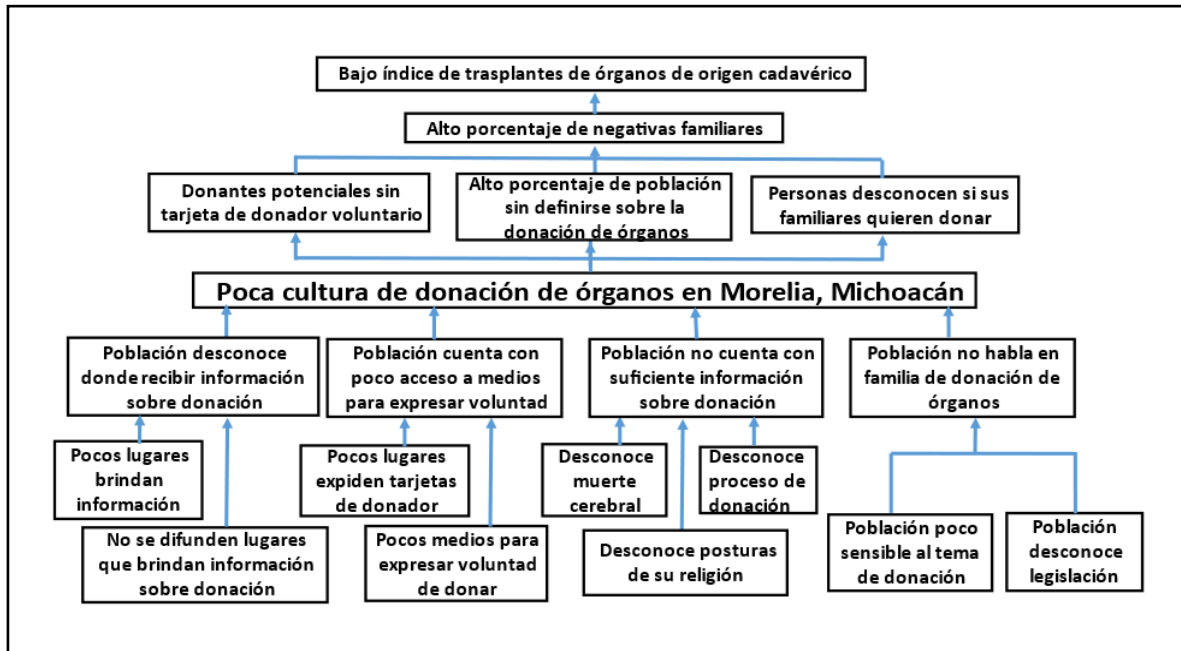 Bajo índice de trasplantes de órganos de origen cadavérico
Alto porcentaje de negativas familiares
Donantes potenciales sin
tarjeta de donador voluntario
Alto porcentaje de población
sin definirse sobre la
donación de órganos
Personas desconocen si sus
familiares quieren donar
Poca cultura de donación de órganos en Morelia, Michoacán
Población desconoce
donde recibir información
sobre donación
Población cuenta con
poco acceso a medios
para expresar voluntad
Población no cuenta con
suficiente información
sobre donación
Población no habla en
familia de donación de
órganos
Pocos lugares
brindan
información
Pocos lugares
expiden tarjetas
de donador
Desconoce
muerte
cerebral
Desconoce
proceso de
donación
No se difunden lugares
que brindan información
sobre donación
Pocos medios para
expresar voluntad
de donar
Desconoce posturas
de su religión
Población poco
sensible al tema
de donación
Población
desconoce
legislación